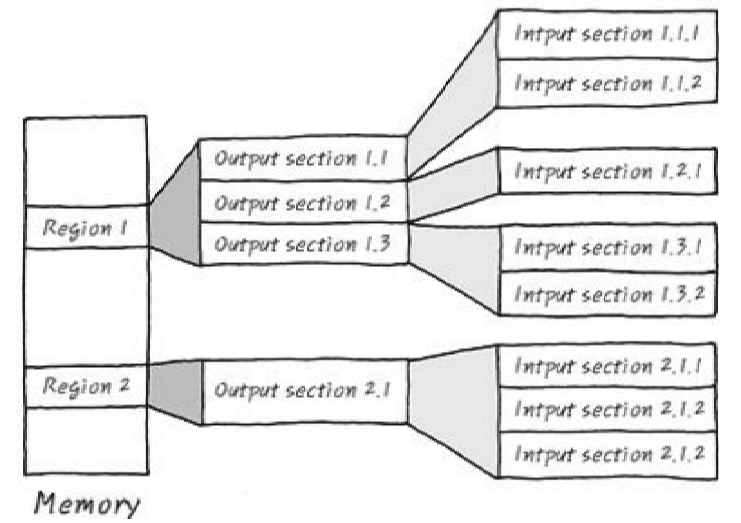 Intput section 1.1.1
Intput section 1.1.2
Output section 1.1
Output section 1.2
Output section 1.3
Intput section 1.2.1
Region 1
Intput section 1.3.1
Intput section 1.3.2
Region 2
Output section 2.1
Intput section 2.1.1
Intput section 2.1.2
Intput section 2.1.2
Memory